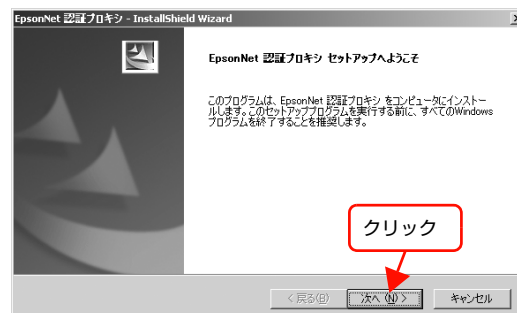 EpsonNet 認証プロキシ - InstallShield Wizard
EpsonNet 認証プロキシ セットアップへようこそ
このプログラムは、EpsonNet 認証プロキシ をコンピュータにインストー
ルします。このセットアッププログラムを実行する前に、すべてのWindows
プログラムを終了することを推奨します。
クリック
< 戻る(B)
次へ (N) >
キャンセル